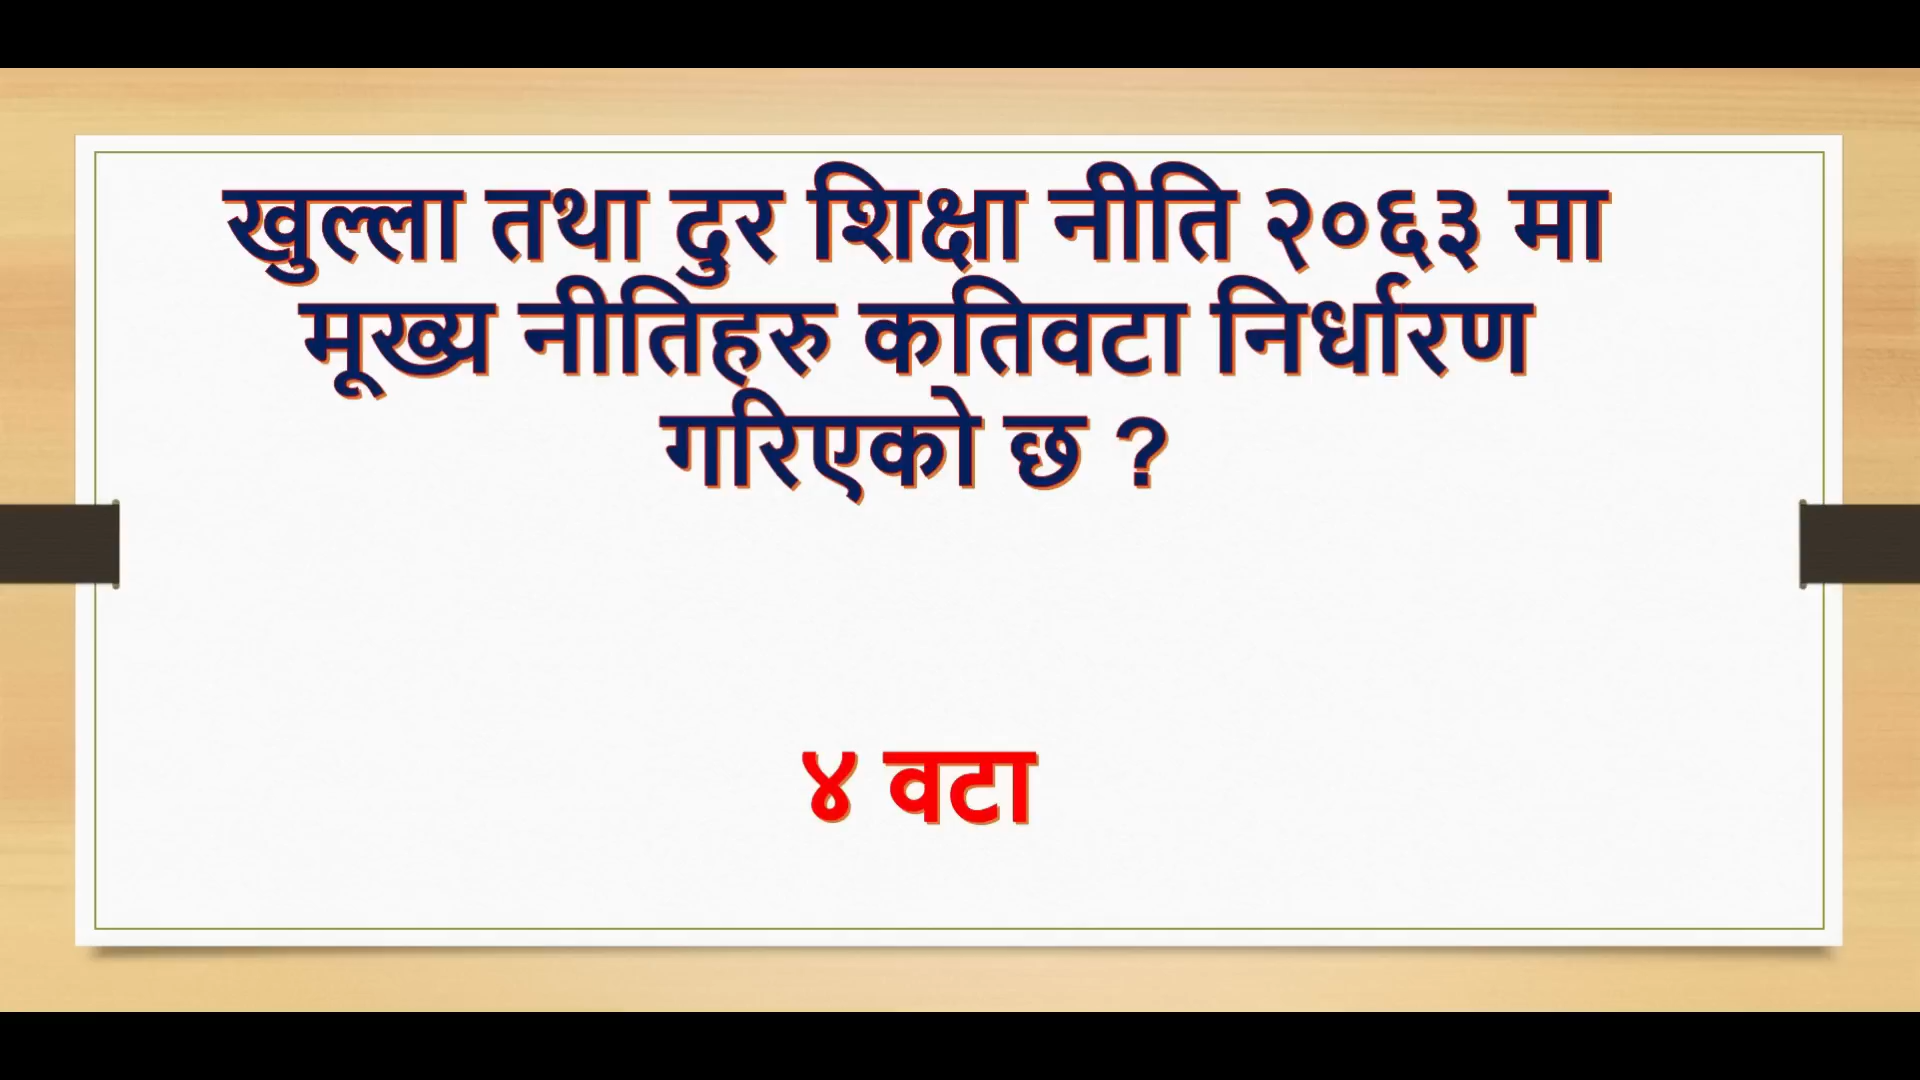 खुल्ला तथा दुर शिक्षा नीति २०६३ मा
मूख्य नीतिहरु कतिवटा निर्धारण
गरिएको छ ?
४ वटा